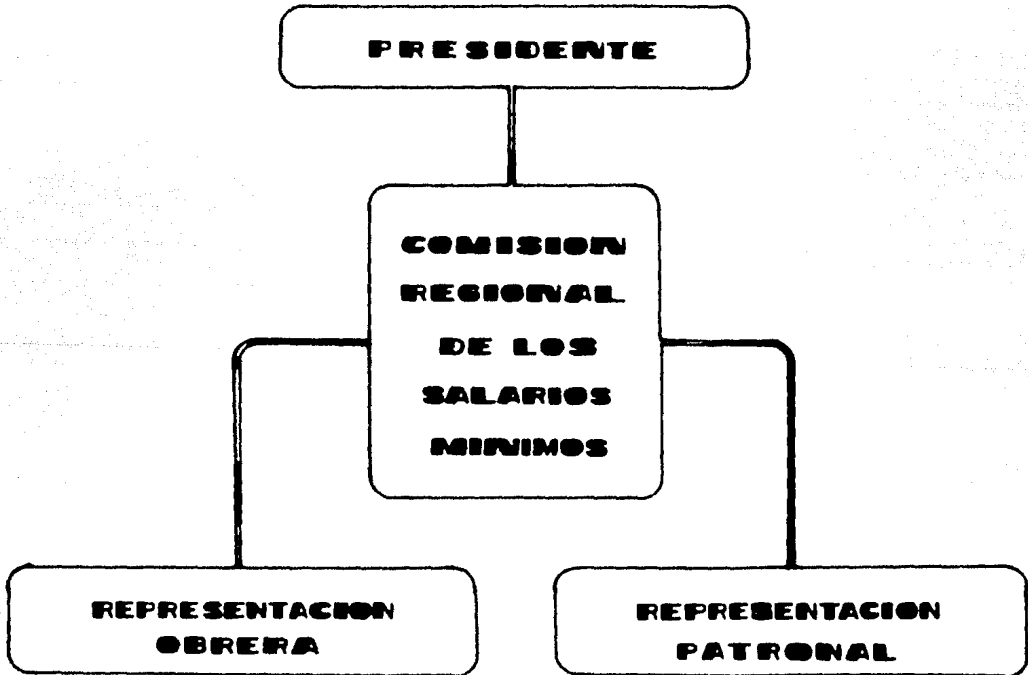 PRESIDENTE
COMISION
REGIONAL
DE LOS
SALARIOS
MINIMOS
REPRESENTACION
OBRERA
REPRESENTACION
PATRONAL